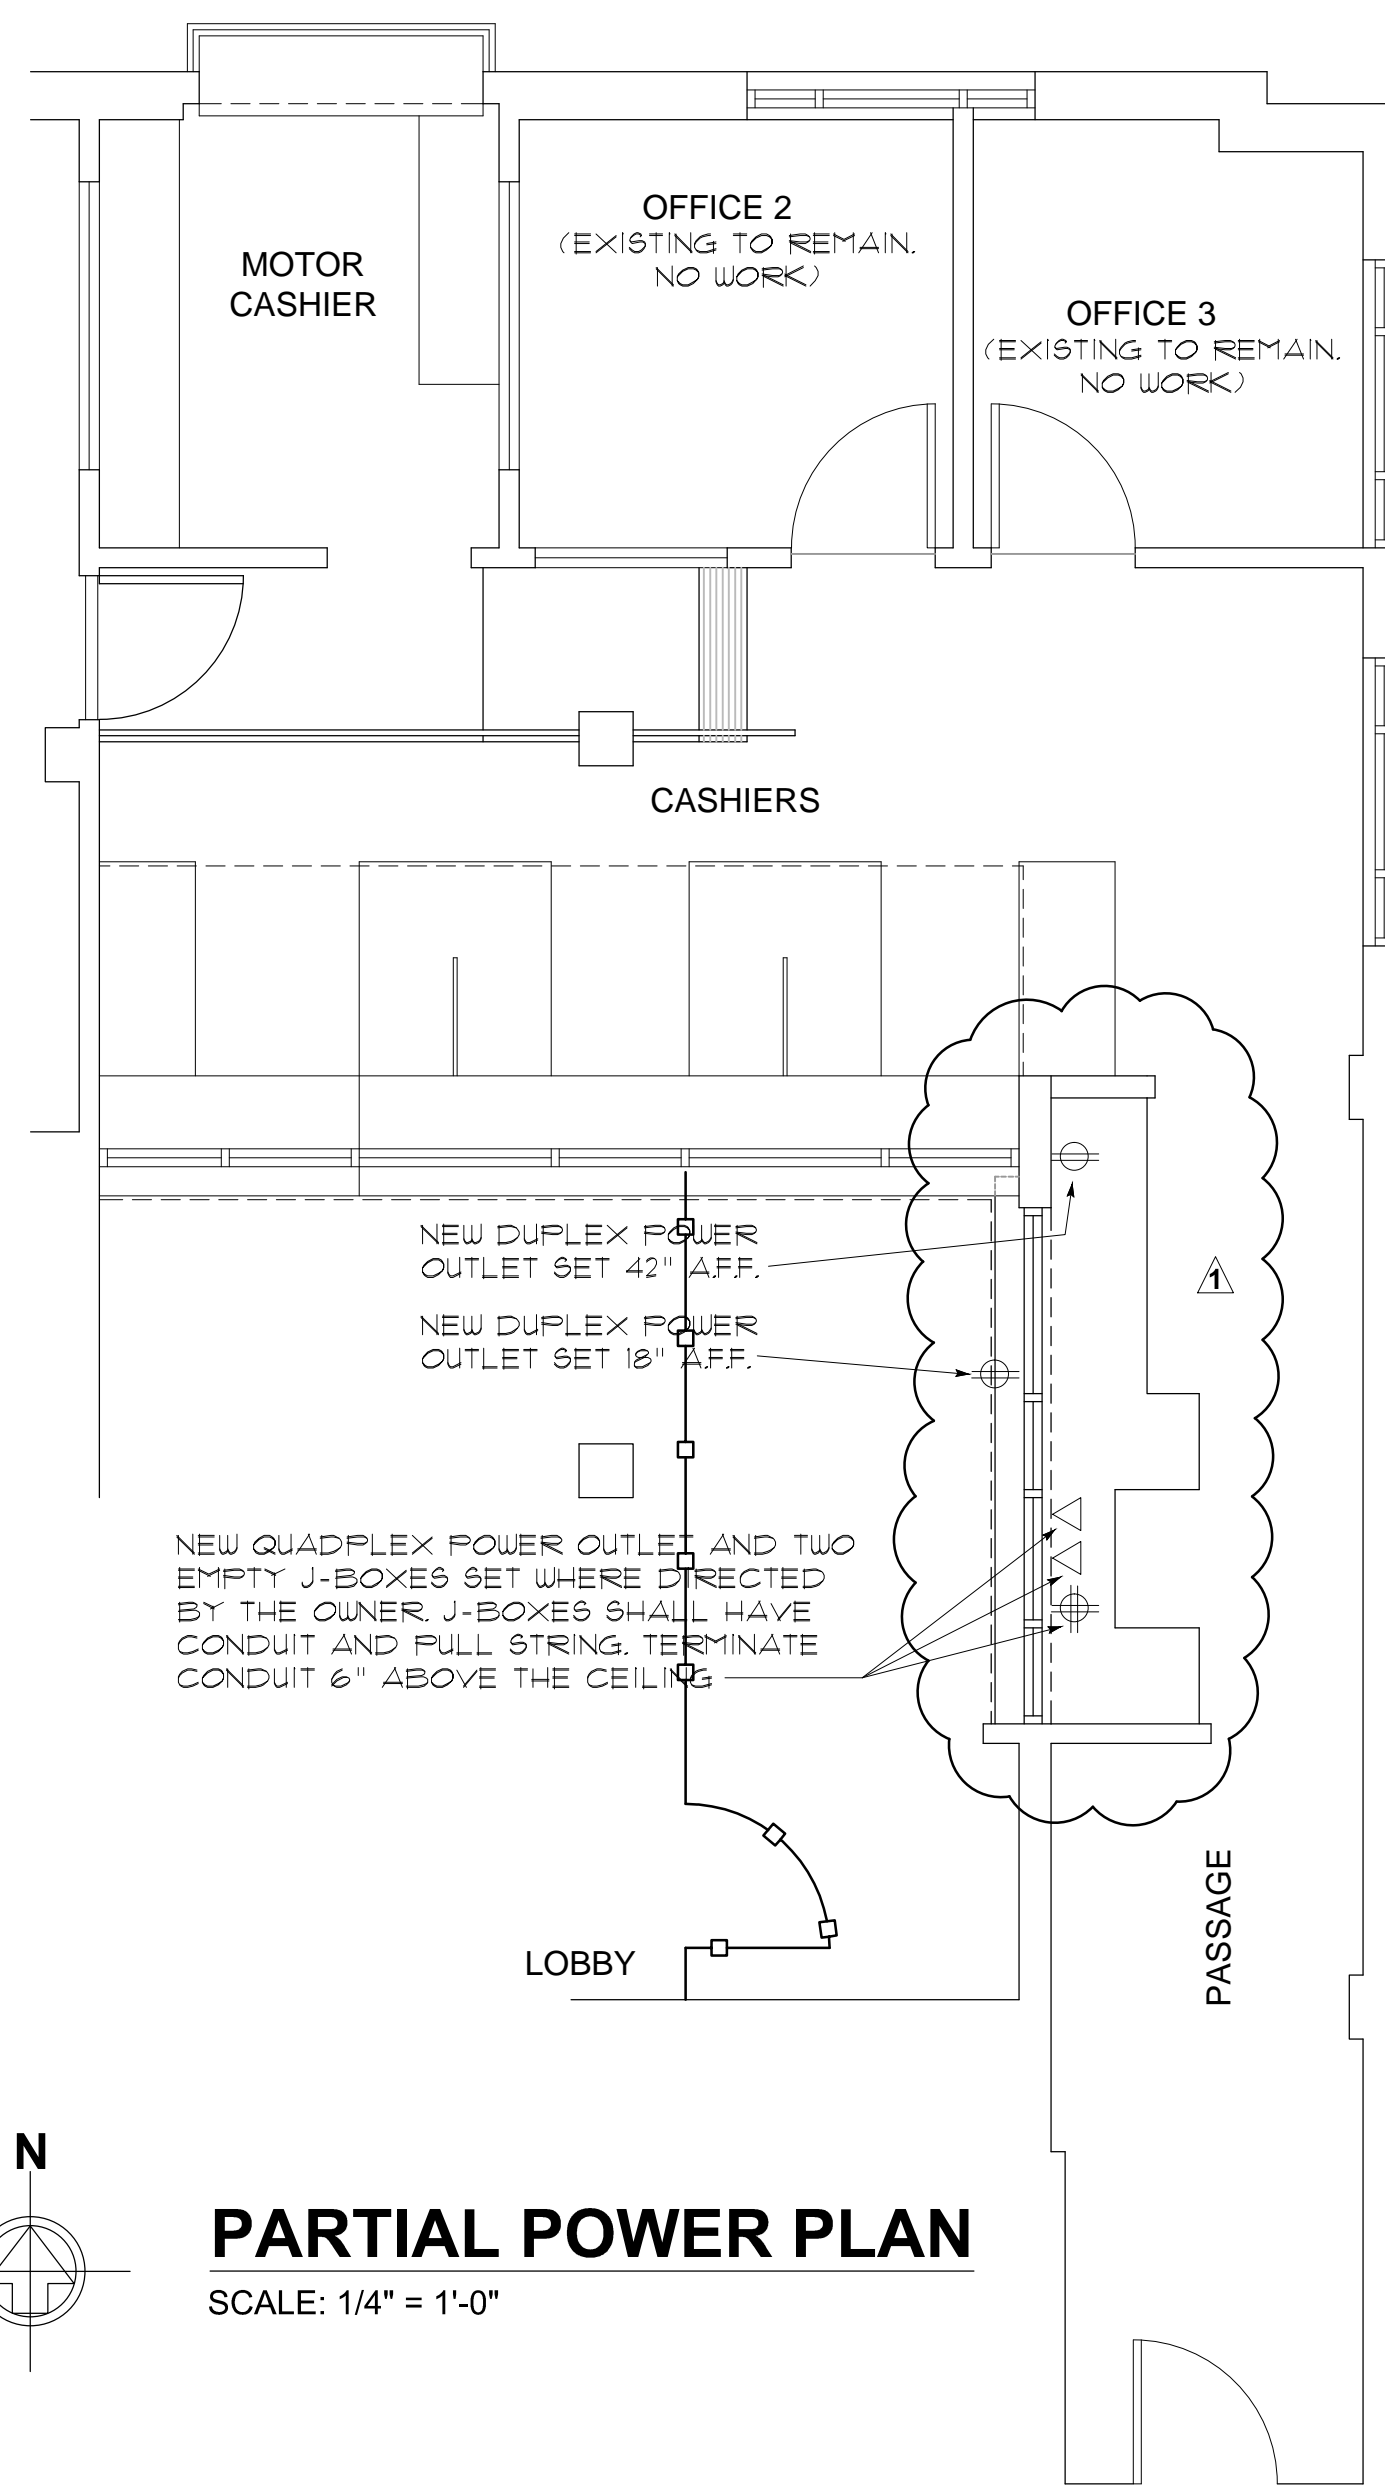 OFFICE 2
(EXISTING TO REMAIN.
NO WORK)
MOTOR
CASHIER
OFFICE 3
(EXISTING TO REMAIN.
NO WORK)
CASHIERS
NEW DUPLEX POWER
OUTLET SET 42" A.F.F.
1
NEW DUPLEX POWER
OUTLET SET 18" A.F.F.
NEW QUADPLEX POWER OUTLET AND TWO
EMPTY J-BOXES SET WHERE DIRECTED
BY THE OWNER. J-BOXES SHALL HAVE
CONDUIT AND PULL STRING. TERMINATE
CONDUIT 6" ABOVE THE CEILING
PASSAGE
LOBBY
N
PARTIAL POWER PLAN
SCALE: 1/4" = 1'-0"